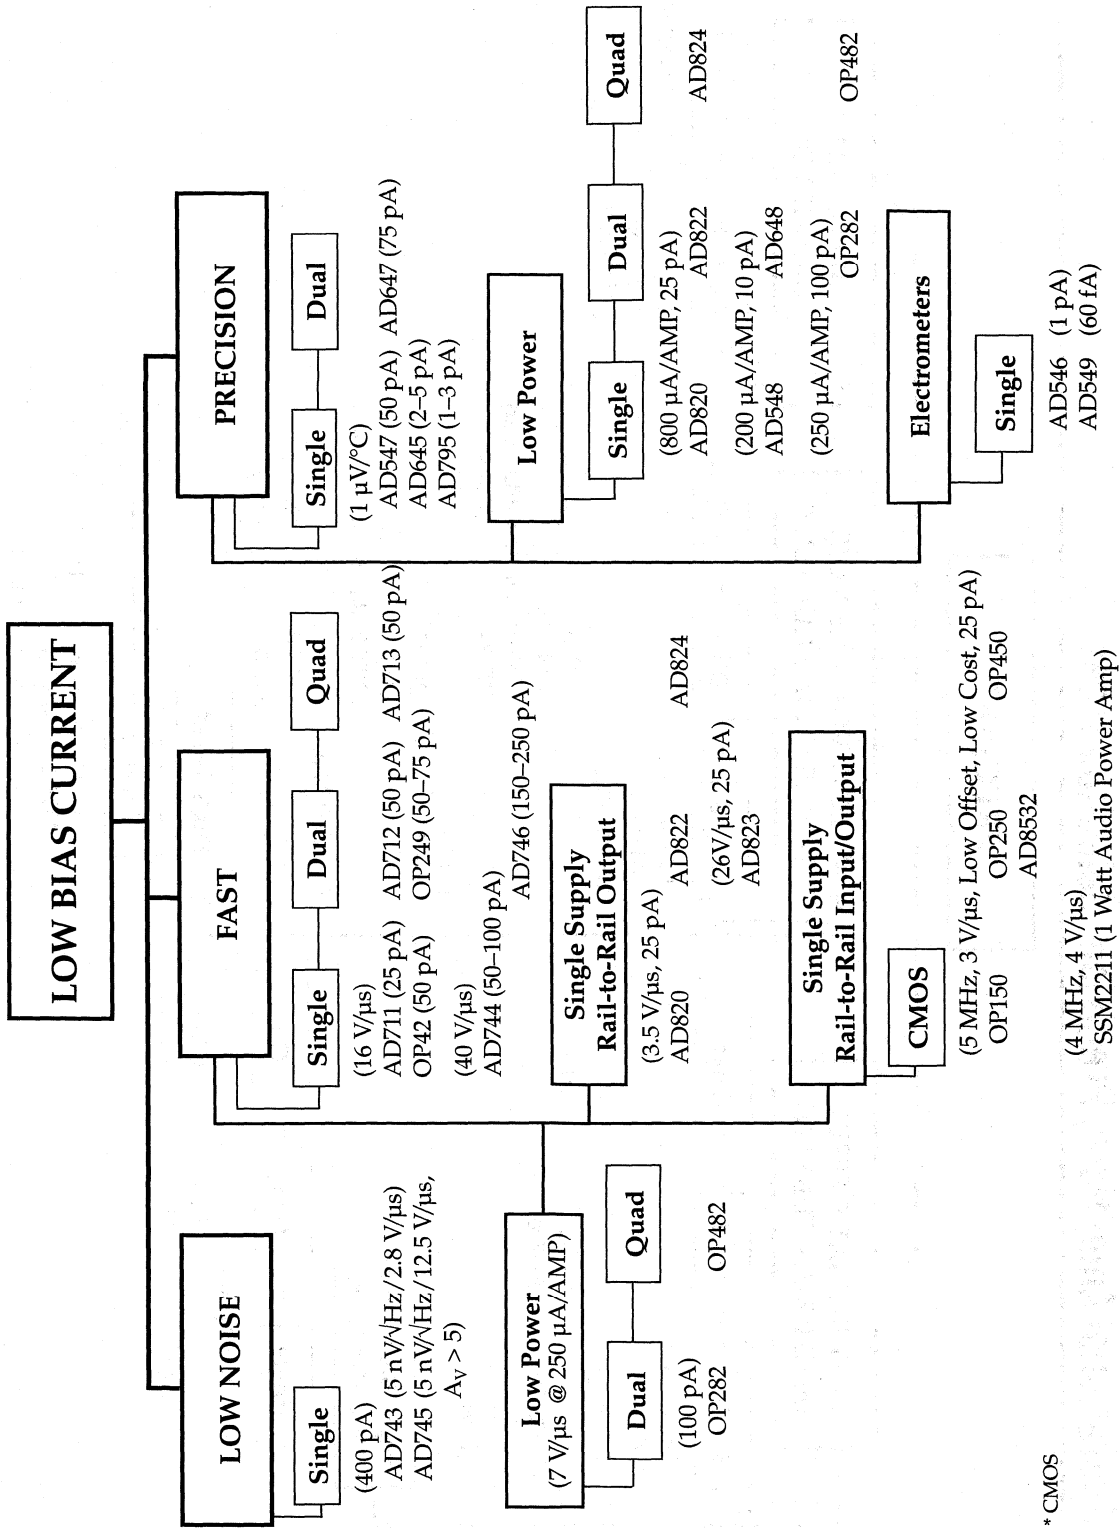 LOW BIAS CURRENT
LOW NOISE
Single
(400 pA)
AD743 (5 nV/√Hz/2.8 V/µs)
AD745 (5 nV/√Hz/12.5 V/µs,
AV > 5)
FAST
Single
Dual
Quad
(16 V/µs)
AD711 (25 pA) AD712 (50 pA) AD713 (50 pA)
OP42 (50 pA) OP249 (50–75 pA)
(40 V/µs)
AD744 (50–100 pA)
AD746 (150–250 pA)
Low Power
(7 V/µs @ 250 µA/AMP)
Dual
Quad
(100 pA)
OP282 OP482
Single Supply
Rail-to-Rail Output
(3.5 V/µs, 25 pA)
AD820 AD822 AD824
(26V/µs, 25 pA)
AD823
Single Supply
Rail-to-Rail Input/Output
CMOS
(5 MHz, 3 V/µs, Low Offset, Low Cost, 25 pA)
OP150 OP250 OP450
AD8532
(4 MHz, 4 V/µs)
SSM2211 (1 Watt Audio Power Amp)
PRECISION
Single
Dual
(1 µV/°C)
AD547 (50 pA) AD647 (75 pA)
AD645 (2–5 pA)
AD795 (1–3 pA)
Low Power
Single
Dual
Quad
(800 µA/AMP, 25 pA)
AD820 AD822 AD824
(200 µA/AMP, 10 pA)
AD548 AD648
(250 µA/AMP, 100 pA)
OP282 OP482
Electrometers
Single
AD546 (1 pA)
AD549 (60 fA)
* CMOS